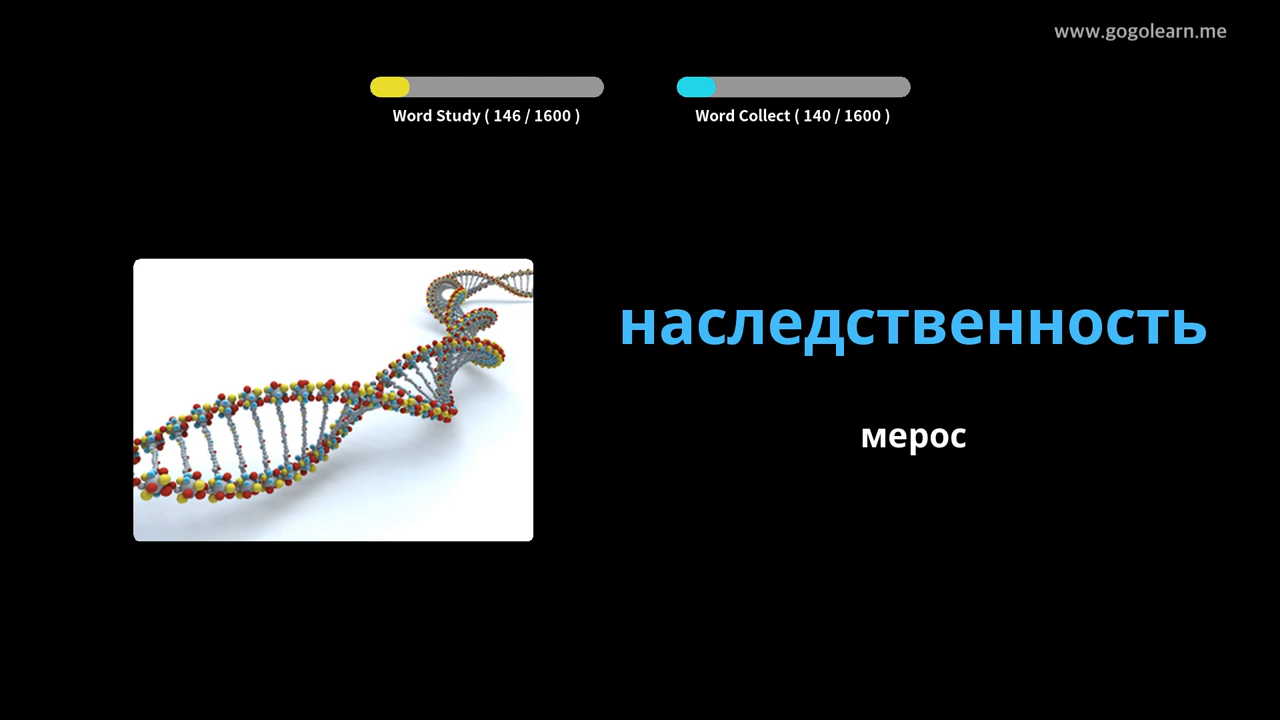 www.gogolearn.me
Word Study ( 146 / 1600 )
Word Collect ( 140 / 1600 )
наследственность
мерос